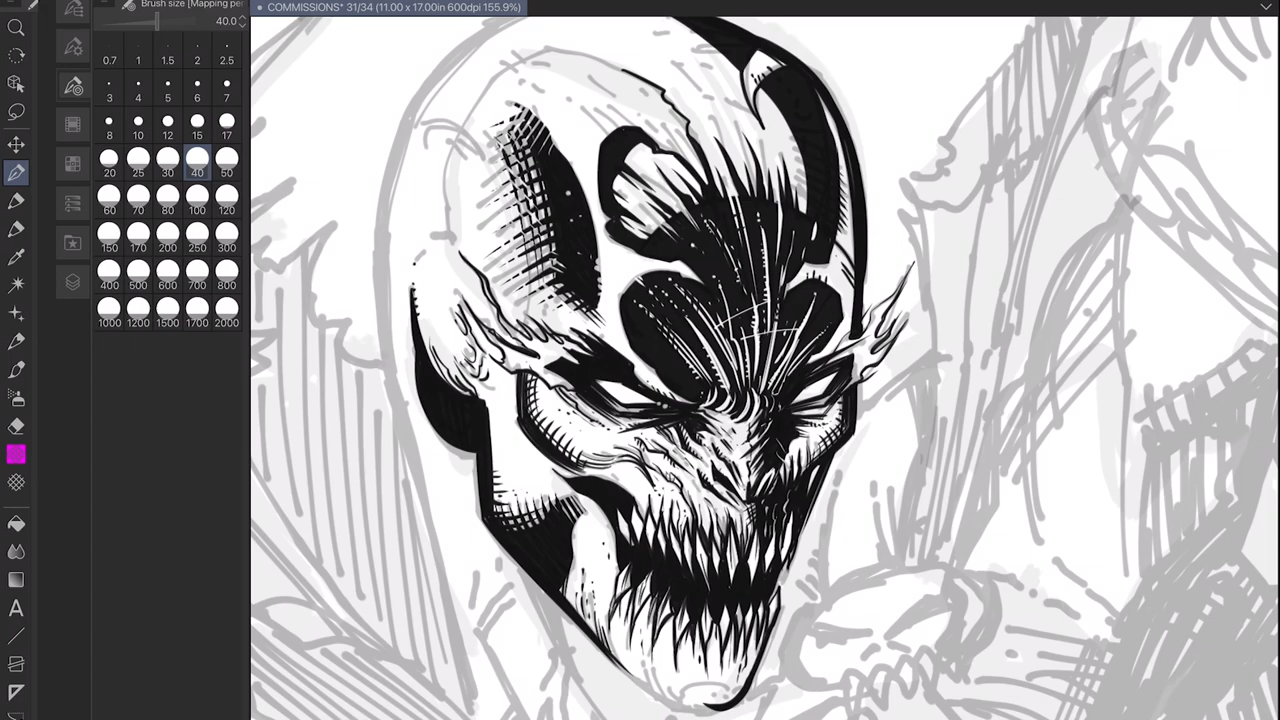 Brush size [Mapping pen
COMMISSIONS* 31/34 (11.00 x 17.00in 600dpi 155.9%)
40.0
0.7 1 1.5 2 2.5
3 4 5 6 7
8 10 12 15 17
20 25 30 40 50
60 70 80 100 120
150 170 200 250 300
400 500 600 700 800
1000 1200 1500 1700 2000
A